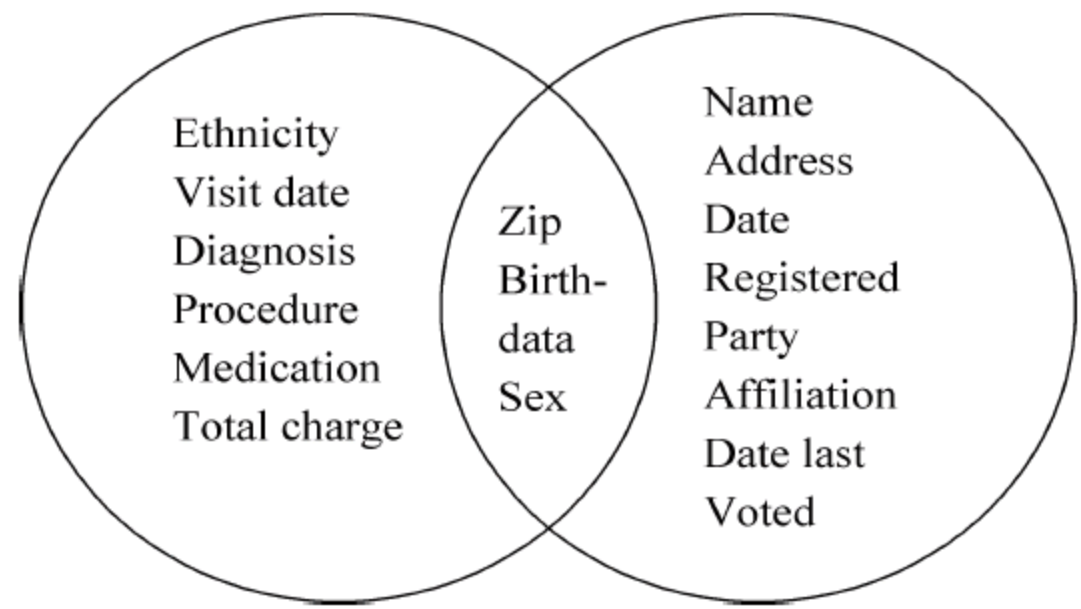 Ethnicity
Visit date
Diagnosis
Procedure
Medication
Total charge
Zip
Birth-
data
Sex
Name
Address
Date
Registered
Party
Affiliation
Date last
Voted